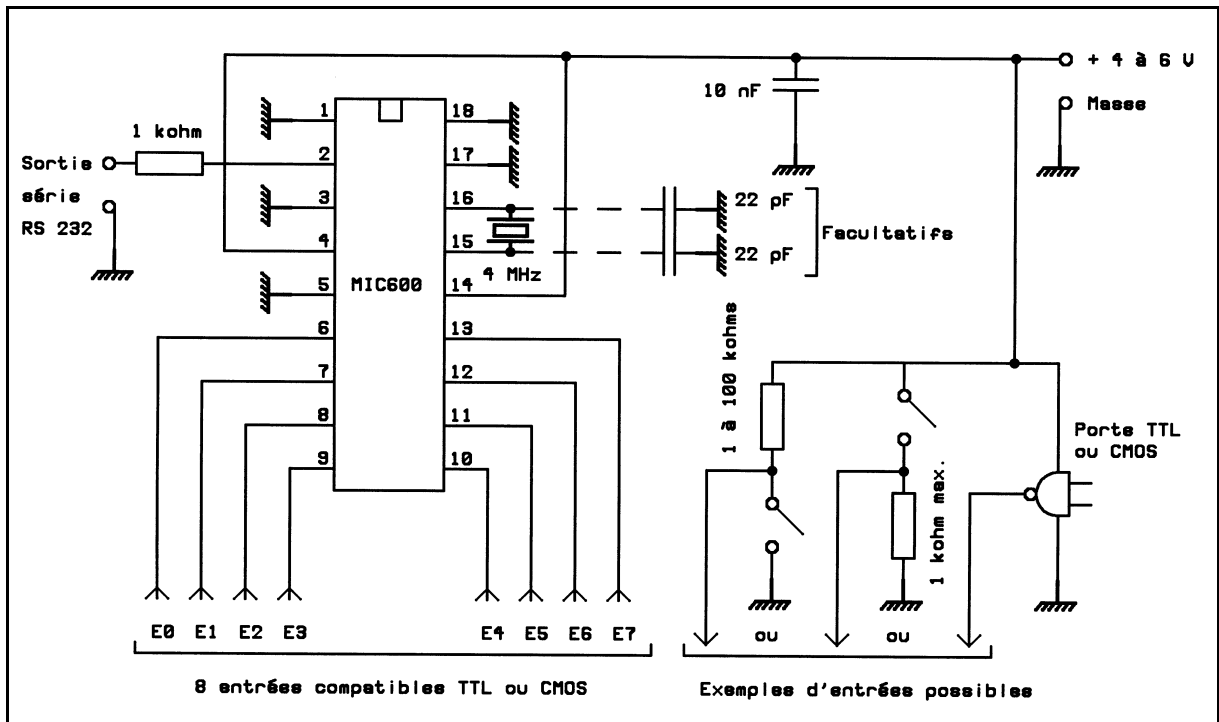 + 4 à 6 V
Masse
10 nF
1 kohm
Sortie
série
RS 232
1
2
3
4
5
6
7
8
9
18
17
16
15
14
13
12
11
10
MIC600
4 MHz
22 pF
22 pF
Facultatifs
1 à 100 kohms
1 kohm max.
Porte TTL
ou CMOS
E0 E1 E2 E3 E4 E5 E6 E7
ou ou
8 entrées compatibles TTL ou CMOS
Exemples d'entrées possibles